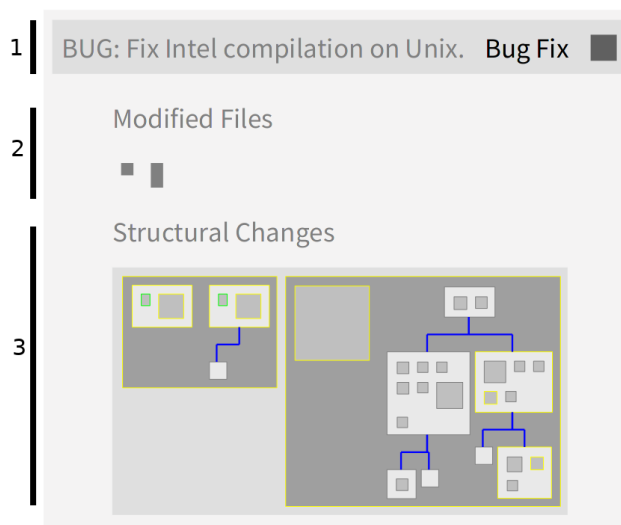 1 BUG: Fix Intel compilation on Unix. Bug Fix
Modified Files
2
Structural Changes
3